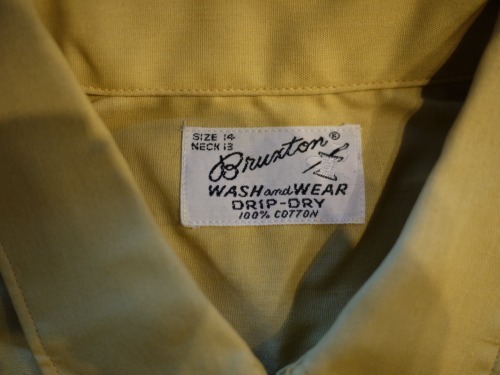 SIZE 14
NECK 13
Bruxton®
WASH and WEAR
DRIP-DRY
100% COTTON